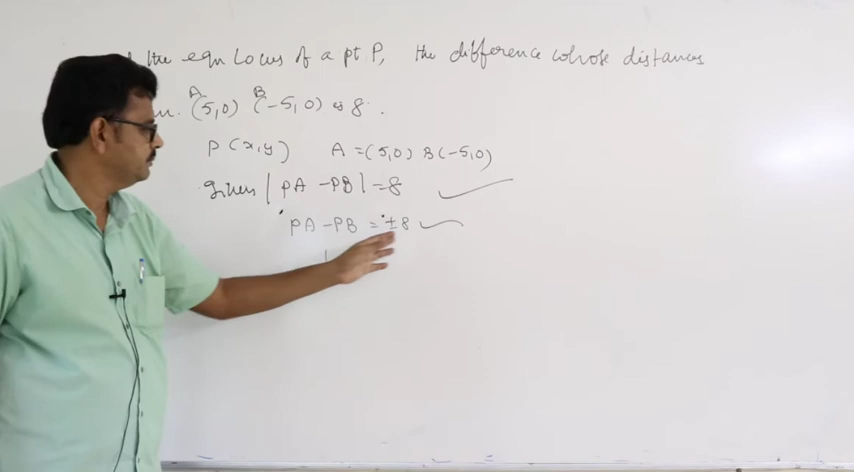 the eqn Locus of a pt P, the difference whose distances
A B
(5,0) (-5,0) is 8.
P(x,y) A=(5,0) B(-5,0)
Given |PA-PB|=8
PA-PB = ±8